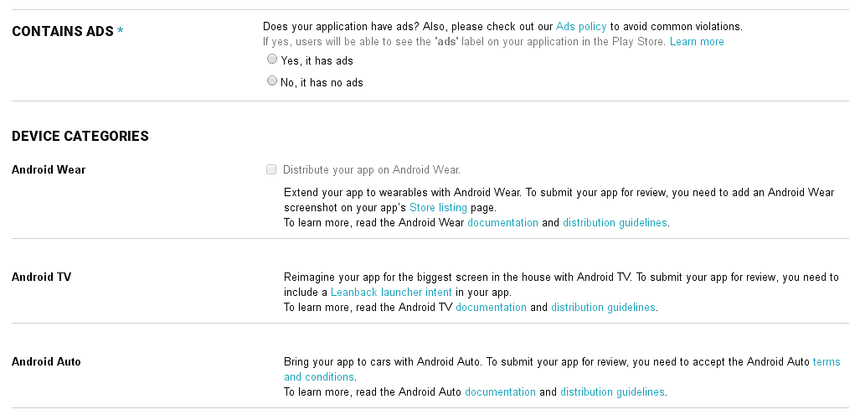 CONTAINS ADS *
Does your application have ads? Also, please check out our Ads policy to avoid common violations.
If yes, users will be able to see the 'ads' label on your application in the Play Store. Learn more
Yes, it has ads
No, it has no ads
DEVICE CATEGORIES
Android Wear
Distribute your app on Android Wear.
Extend your app to wearables with Android Wear. To submit your app for review, you need to add an Android Wear
screenshot on your app's Store listing page.
To learn more, read the Android Wear documentation and distribution guidelines.
Android TV
Reimagine your app for the biggest screen in the house with Android TV. To submit your app for review, you need to
include a Leanback launcher intent in your app.
To learn more, read the Android TV documentation and distribution guidelines.
Android Auto
Bring your app to cars with Android Auto. To submit your app for review, you need to accept the Android Auto terms
and conditions.
To learn more, read the Android Auto documentation and distribution guidelines.